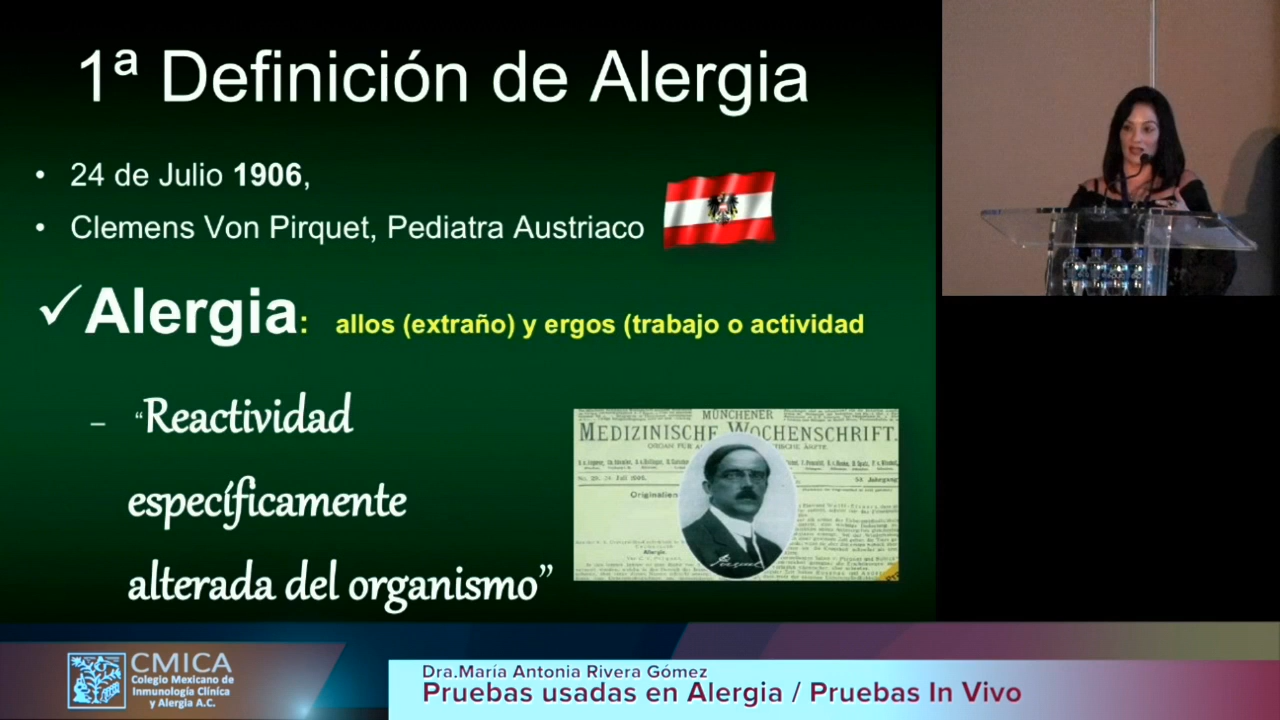 1ª Definición de Alergia
• 24 de Julio 1906,
• Clemens Von Pirquet, Pediatra Austriaco
✓Alergia: allos (extraño) y ergos (trabajo o actividad
– “Reactividad
específicamente
alterada del organismo”
MÜNCHENER
MEDIZINISCHE WOCHENSCHRIFT.
Originalien
Allergie.
CMICA
Colegio Mexicano de
Inmunología Clínica
y Alergia A.C.
Dra.María Antonia Rivera Gómez
Pruebas usadas en Alergia / Pruebas In Vivo